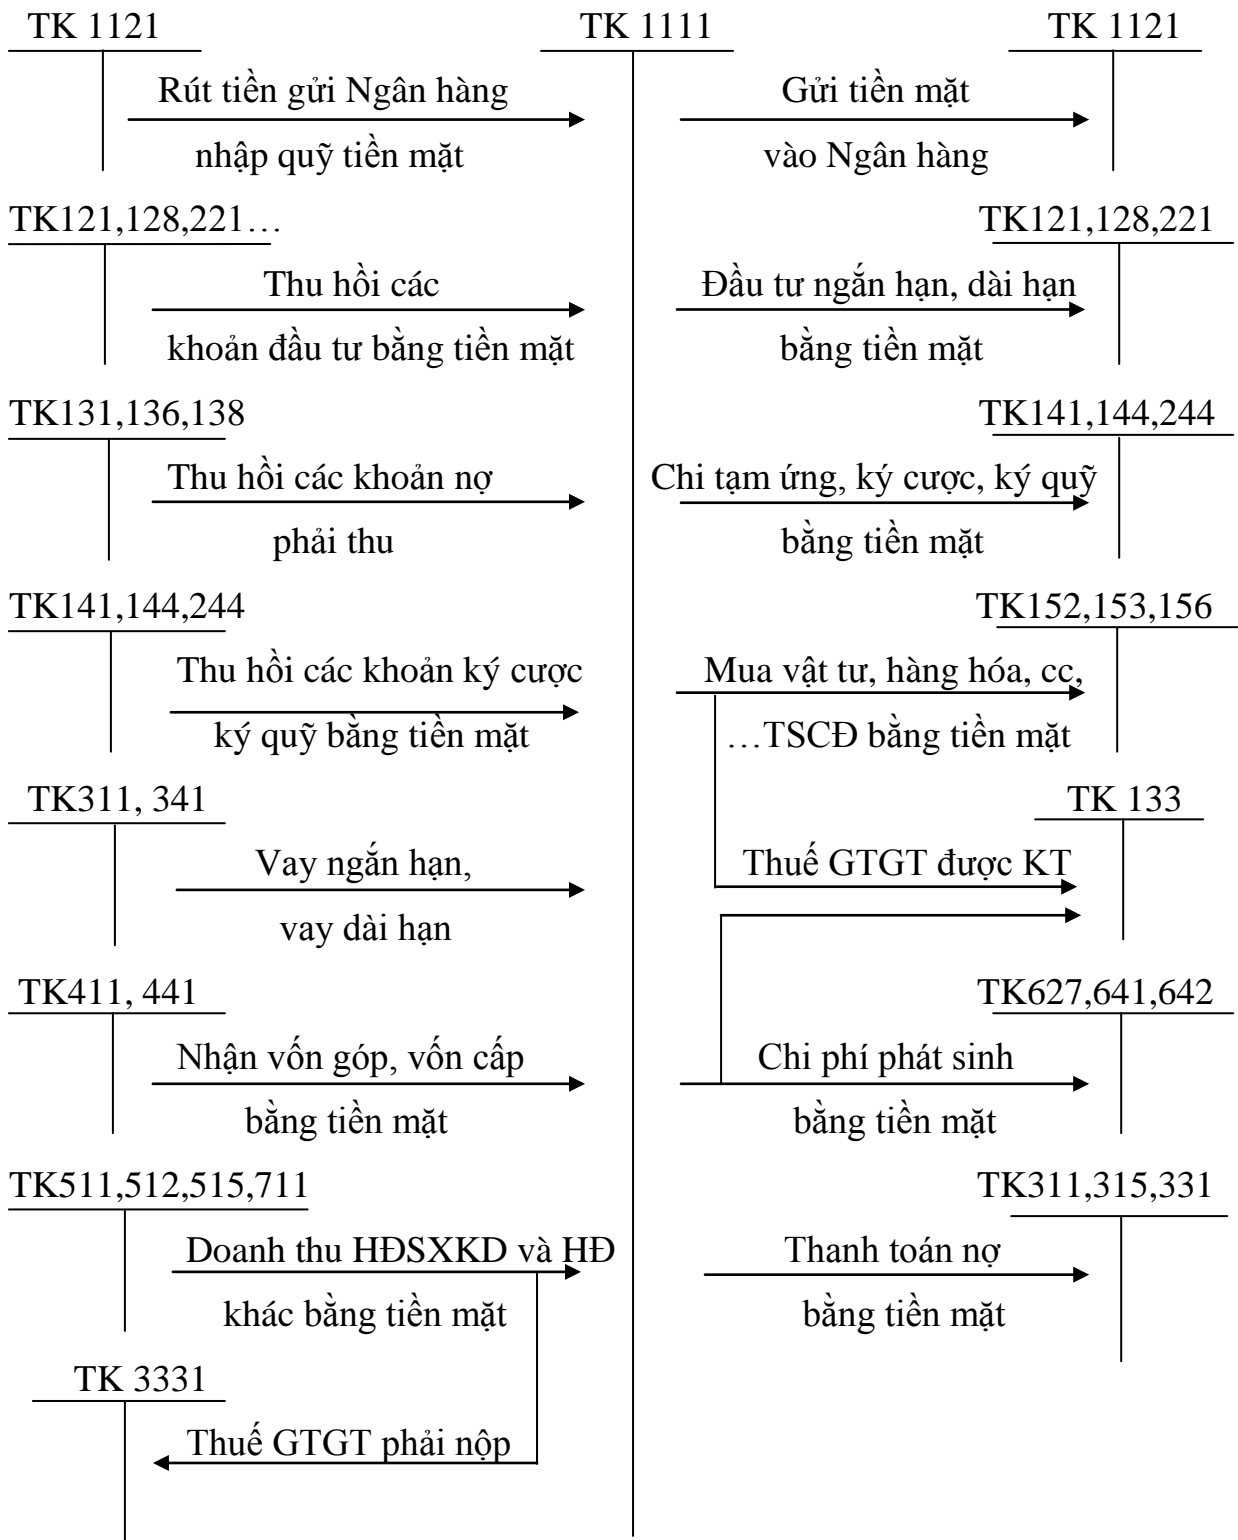 TK 1121
TK 1111
TK 1121
Rút tiền gửi Ngân hàng
nhập quỹ tiền mặt
Gửi tiền mặt
vào Ngân hàng
TK121,128,221…
TK121,128,221
Thu hồi các
khoản đầu tư bằng tiền mặt
Đầu tư ngắn hạn, dài hạn
bằng tiền mặt
TK131,136,138
TK141,144,244
Thu hồi các khoản nợ
phải thu
Chi tạm ứng, ký cược, ký quỹ
bằng tiền mặt
TK141,144,244
TK152,153,156
Thu hồi các khoản ký cược
ký quỹ bằng tiền mặt
Mua vật tư, hàng hóa, cc,
…TSCĐ bằng tiền mặt
TK311, 341
TK 133
Vay ngắn hạn,
vay dài hạn
Thuế GTGT được KT
TK411, 441
TK627,641,642
Nhận vốn góp, vốn cấp
bằng tiền mặt
Chi phí phát sinh
bằng tiền mặt
TK511,512,515,711
TK311,315,331
Doanh thu HĐSXKD và HĐ
khác bằng tiền mặt
Thanh toán nợ
bằng tiền mặt
TK 3331
Thuế GTGT phải nộp